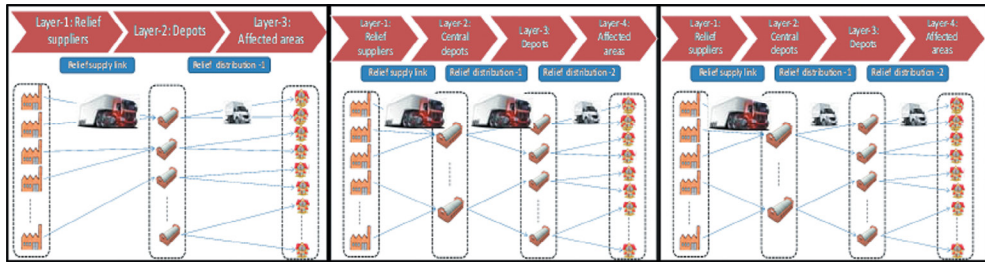 Layer-1: Relief
suppliers
Layer-2: Depots
Layer-3:
Affected areas
Relief supply link
Relief distribution -1
Layer-1:
Relief
suppliers
Layer-2:
Central
depots
Layer-3:
Depots
Layer-4:
Affected
areas
Relief supply link
Relief distribution -1
Relief distribution -2
Layer-1:
Relief
suppliers
Layer-2:
Central
depots
Layer-3:
Depots
Layer-4:
Affected
areas
Relief supply link
Relief distribution -1
Relief distribution -2